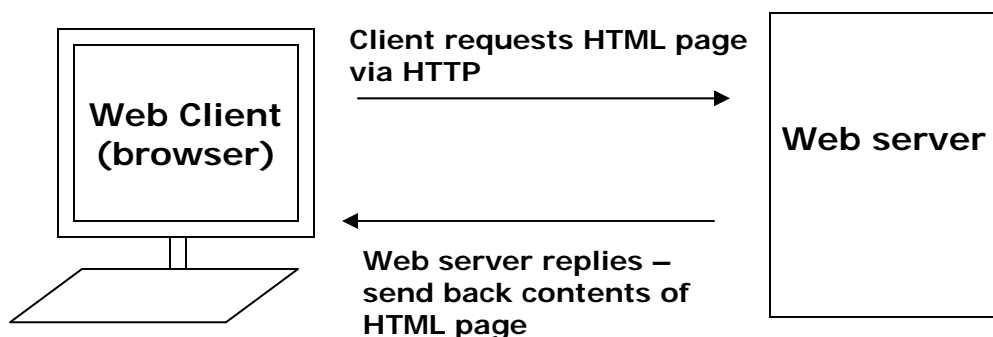 Client requests HTML page
via HTTP
Web Client
(browser)
Web server
Web server replies –
send back contents of
HTML page